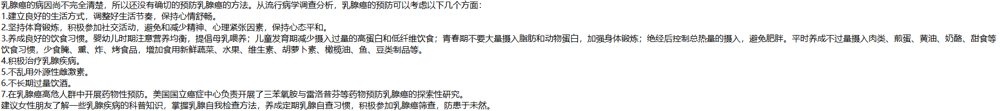 乳腺癌的病因尚不完全清楚，所以还没有确切的预防乳腺癌的方法。从流行病学调查分析，乳腺癌的预防可以考虑以下几个方面：
1.建立良好的生活方式，调整好生活节奏，保持心情舒畅。
2.坚持体育锻炼，积极参加社交活动，避免和减少精神、心理紧张因素，保持心态平和。
3.养成良好的饮食习惯。婴幼儿时期注意营养均衡，提倡母乳喂养；儿童发育期减少摄入过量的高蛋白和低纤维饮食；青春期不要大量摄入脂肪和动物蛋白，加强身体锻炼；绝经后控制总热量的摄入，避免肥胖。平时养成不过量摄入肉类、煎蛋、黄油、奶酪、甜食等
饮食习惯，少食腌、熏、炸、烤食品，增加食用新鲜蔬菜、水果、维生素、胡萝卜素、橄榄油、鱼、豆类制品等。
4.积极治疗乳腺疾病。
5.不乱用外源性雌激素。
6.不长期过量饮酒。
7.在乳腺癌高危人群中开展药物性预防。美国国立癌症中心负责开展了三苯氧胺与雷洛昔芬等药物预防乳腺癌的探索性研究。
建议女性朋友了解一些乳腺疾病的科普知识，掌握乳腺自我检查方法，养成定期乳腺自查习惯，积极参加乳腺癌筛查，防患于未然。